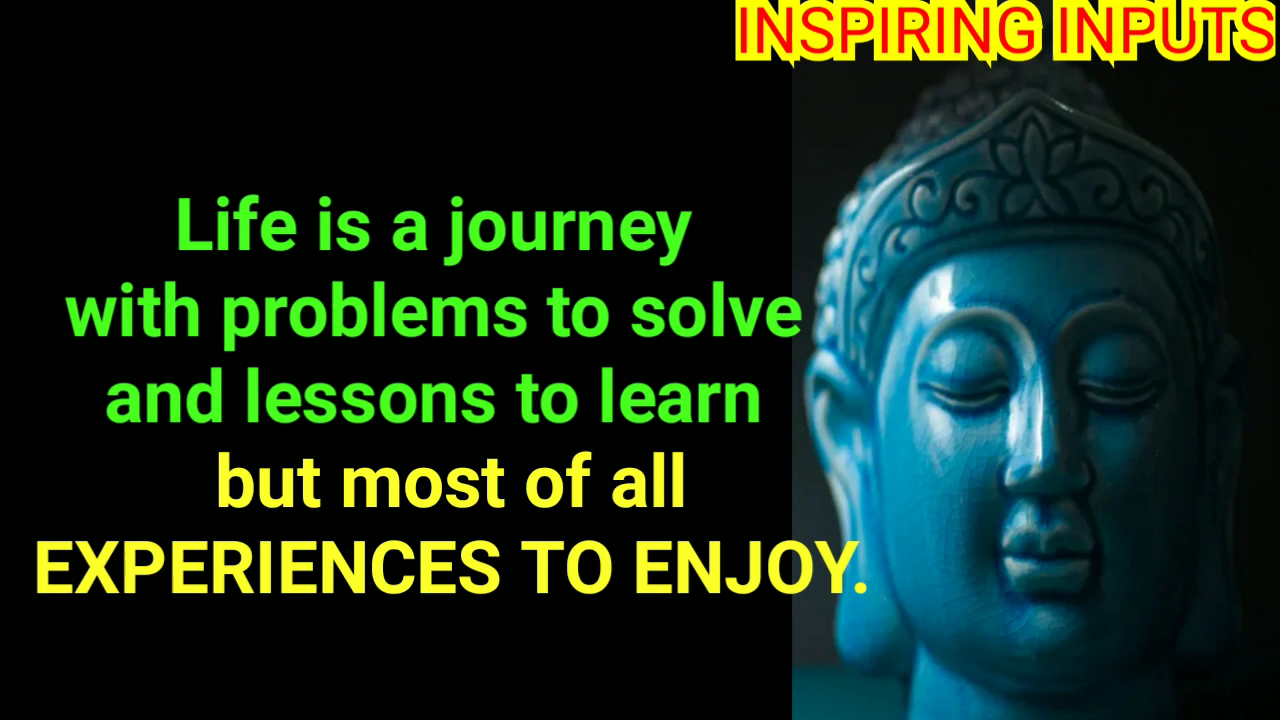 INSPIRING INPUTS
Life is a journey
with problems to solve
and lessons to learn
but most of all
EXPERIENCES TO ENJOY.